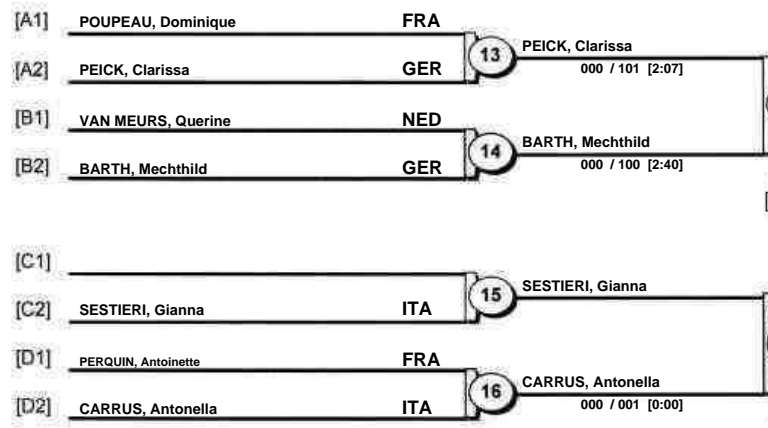 [A1] POUPEAU, Dominique FRA
13 PEICK, Clarissa
[A2] PEICK, Clarissa GER
000 / 101 [2:07]
[B1] VAN MEURS, Querine NED
14 BARTH, Mechthild
[B2] BARTH, Mechthild GER
000 / 100 [2:40]
[C1]
15 SESTIERI, Gianna
[C2] SESTIERI, Gianna ITA
[D1] PERQUIN, Antoinette FRA
16 CARRUS, Antonella
[D2] CARRUS, Antonella ITA
000 / 001 [0:00]